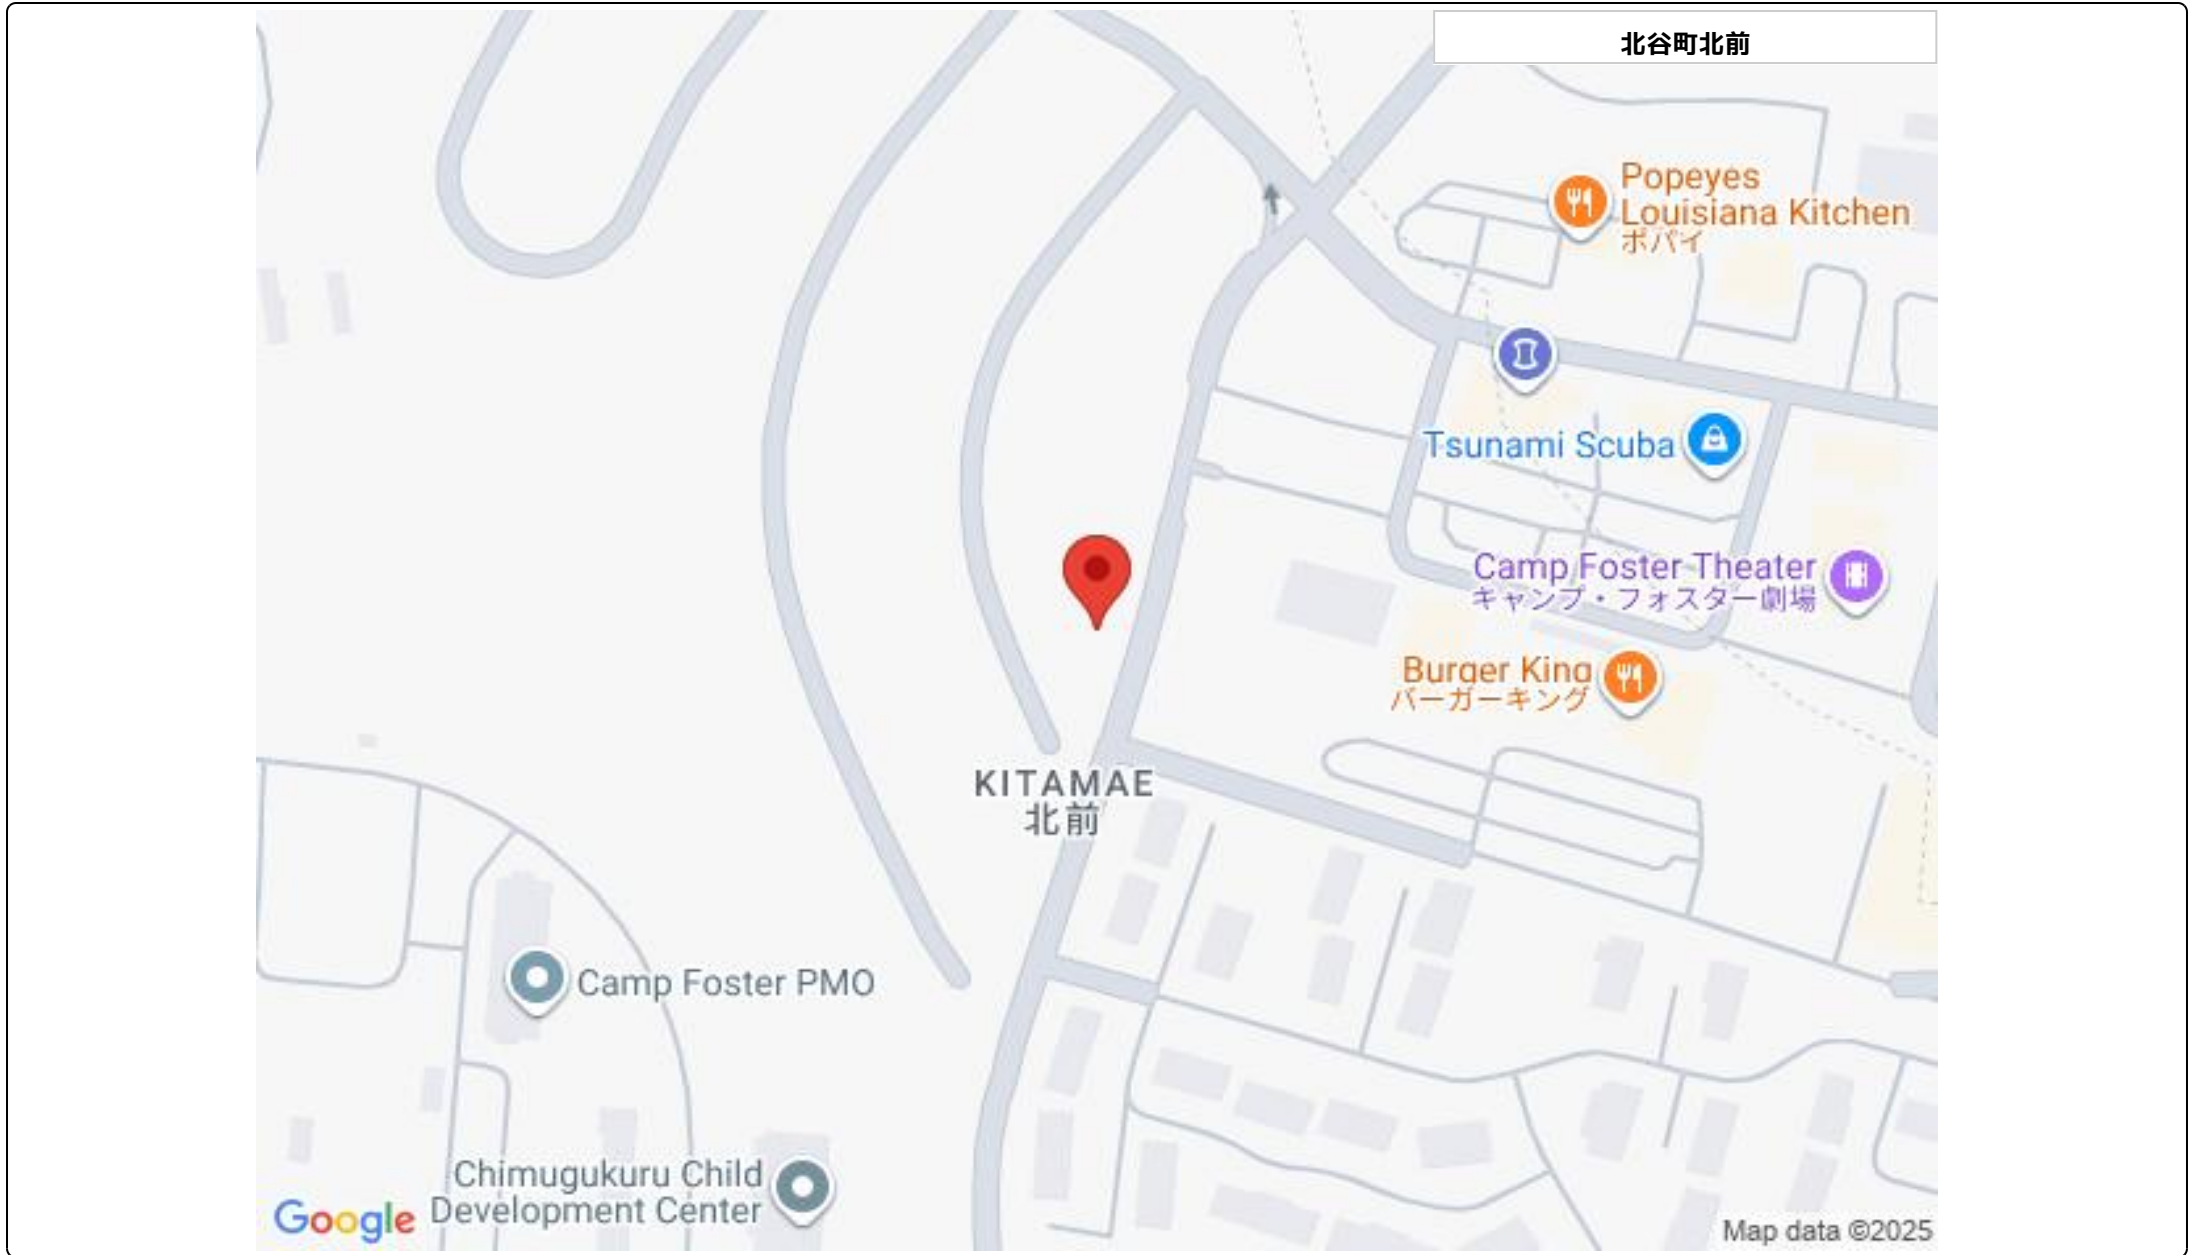 北谷町北前
Popeyes
Louisiana Kitchen
ポパイ
Tsunami Scuba
Camp Foster Theater
キャンプ・フォスター劇場
Burger King
バーガーキング
KITAMAE
北前
Camp Foster PMO
Chimugukuru Child
Development Center
Google
Map data ©2025